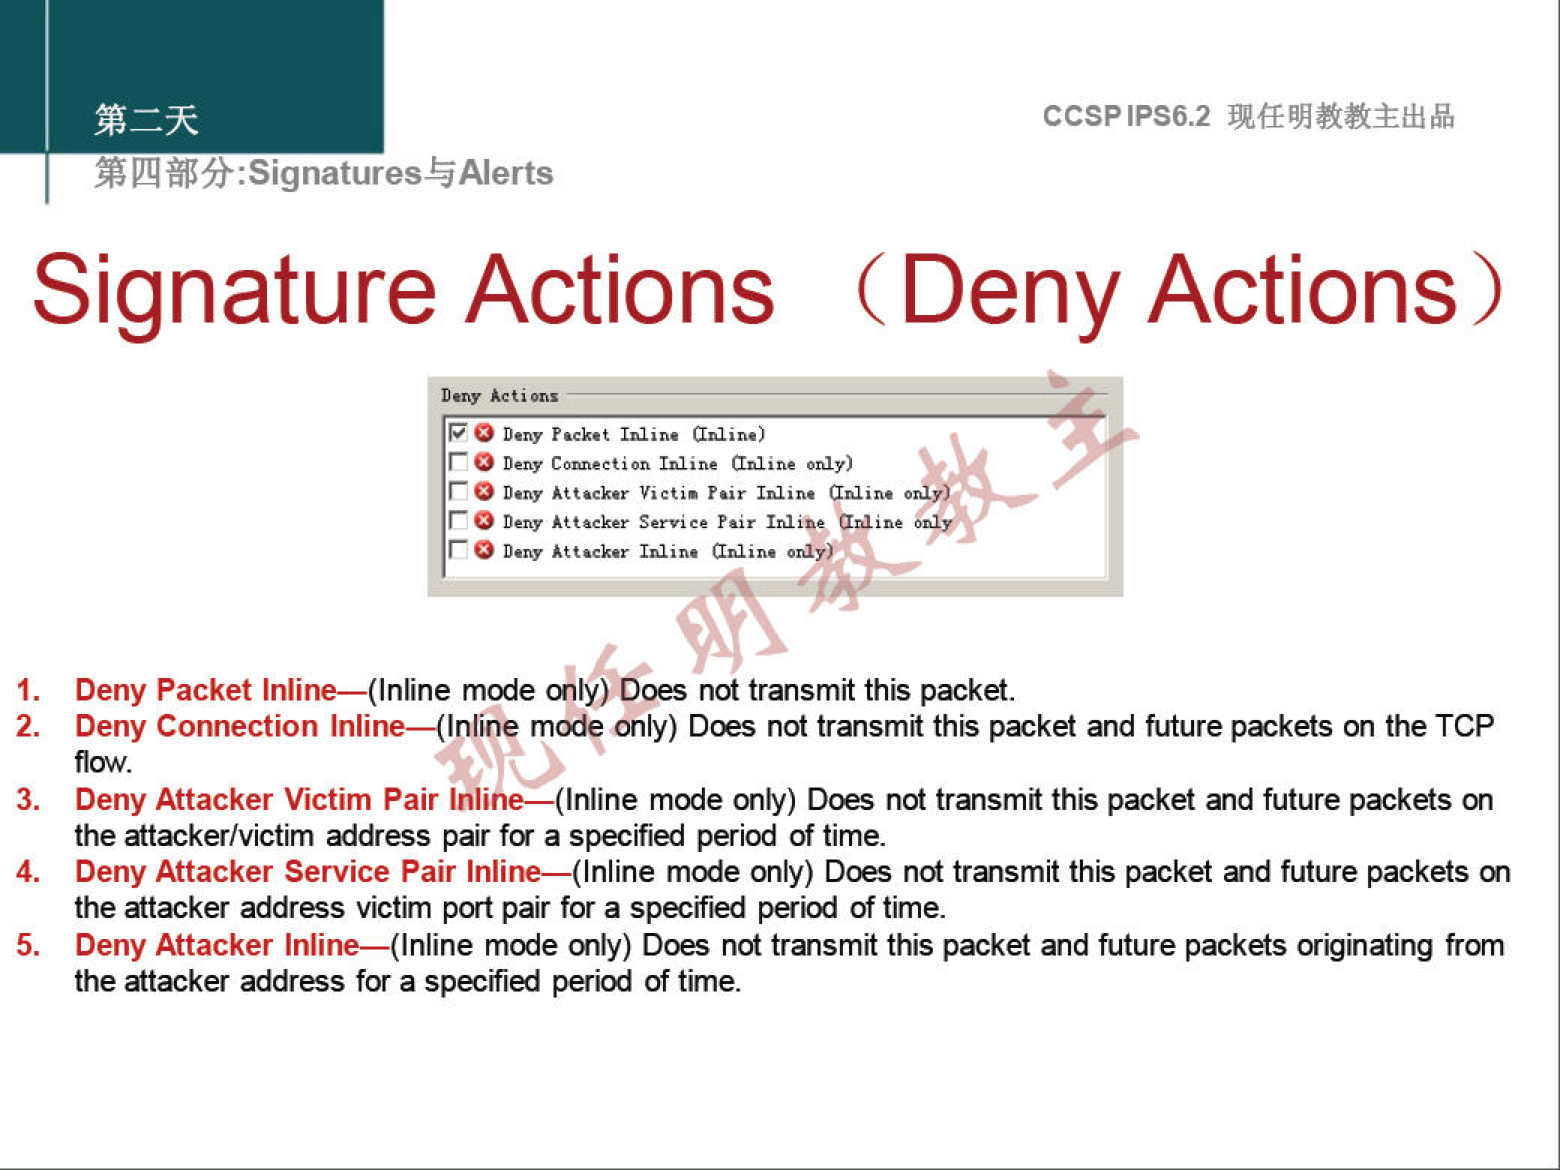 第二天
CCSP IPS6.2 现任明教教主出品
第四部分:Signatures与Alerts
Signature Actions （Deny Actions）
Deny Actions
Deny Packet Inline (Inline)
Deny Connection Inline (Inline only)
Deny Attacker Victim Pair Inline (Inline only)
Deny Attacker Service Pair Inline (Inline only
Deny Attacker Inline (Inline only)
现任明教教主
1. Deny Packet Inline—(Inline mode only) Does not transmit this packet.
2. Deny Connection Inline—(Inline mode only) Does not transmit this packet and future packets on the TCP
flow.
3. Deny Attacker Victim Pair Inline—(Inline mode only) Does not transmit this packet and future packets on
the attacker/victim address pair for a specified period of time.
4. Deny Attacker Service Pair Inline—(Inline mode only) Does not transmit this packet and future packets on
the attacker address victim port pair for a specified period of time.
5. Deny Attacker Inline—(Inline mode only) Does not transmit this packet and future packets originating from
the attacker address for a specified period of time.